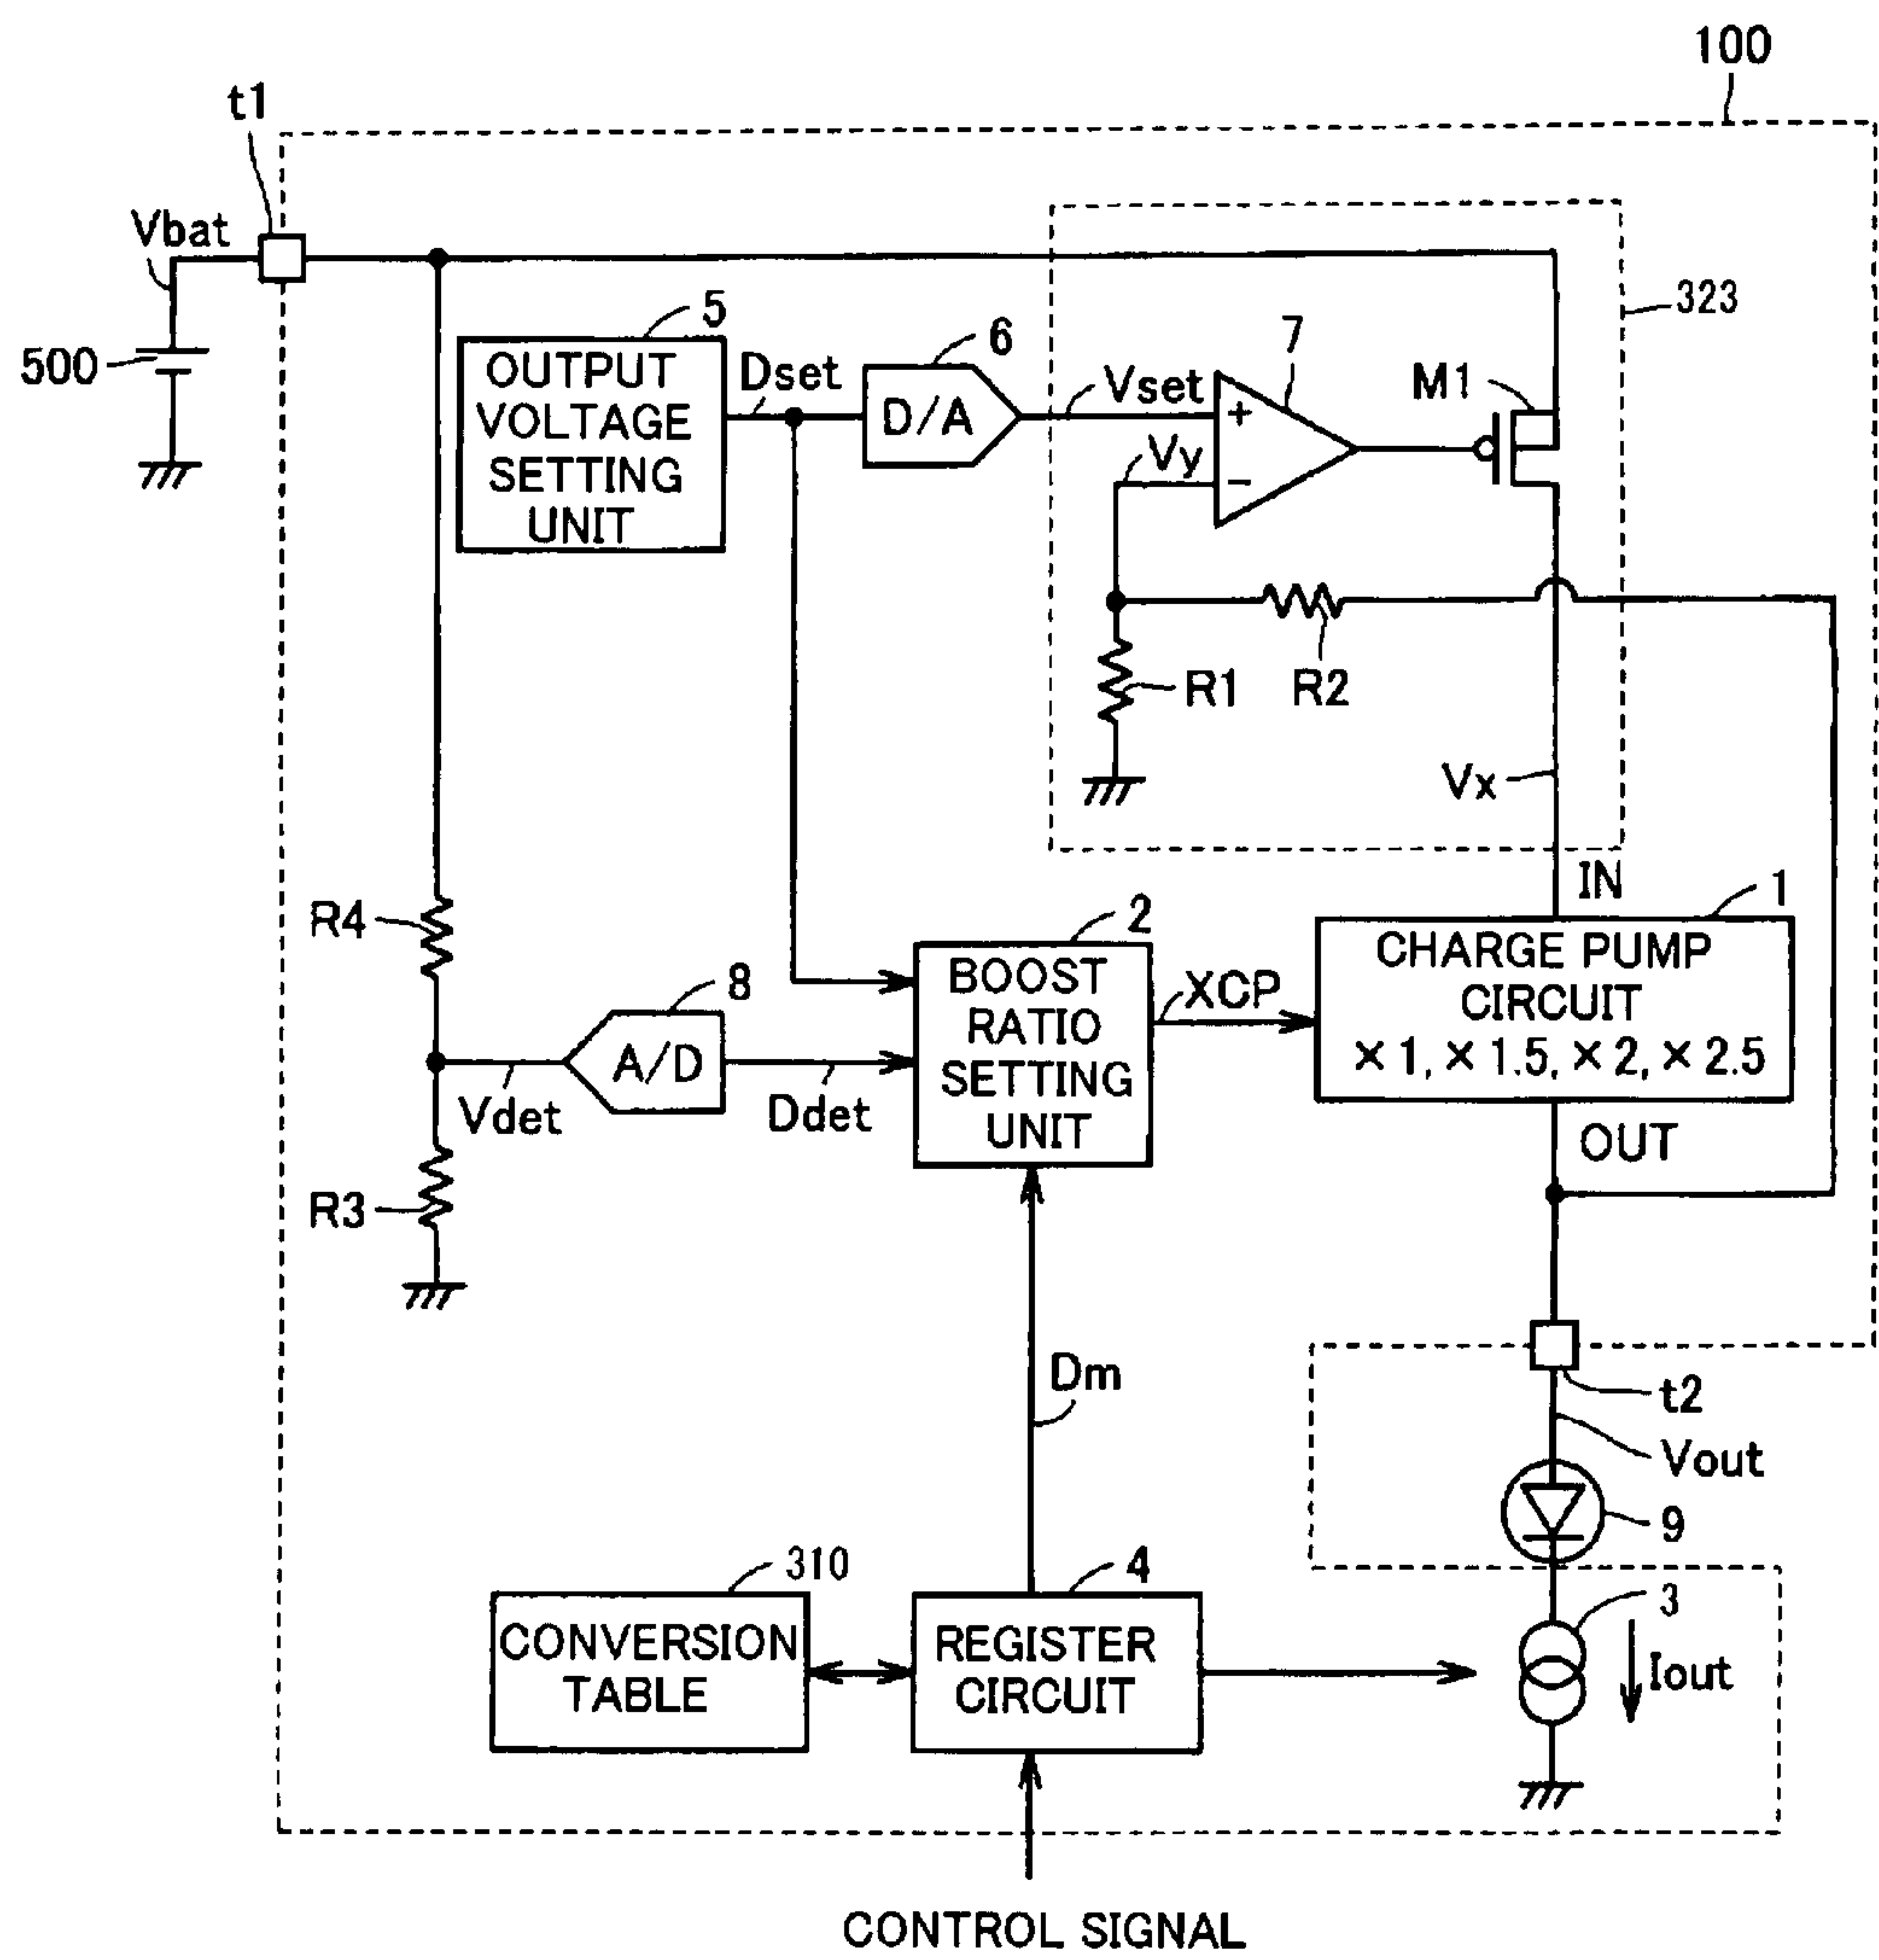 100
t1
Vbat
323
500
5
OUTPUT
VOLTAGE
SETTING
UNIT
Dset
6
D/A
Vset
7
+
Vy
−
M1
R1
R2
Vx
IN
R4
8
A/D
Vdet
Ddet
2
BOOST
RATIO
SETTING
UNIT
XCP
1
CHARGE PUMP
CIRCUIT
×1, ×1.5, ×2, ×2.5
OUT
R3
Dm
t2
Vout
9
310
CONVERSION
TABLE
4
REGISTER
CIRCUIT
3
Iout
CONTROL SIGNAL